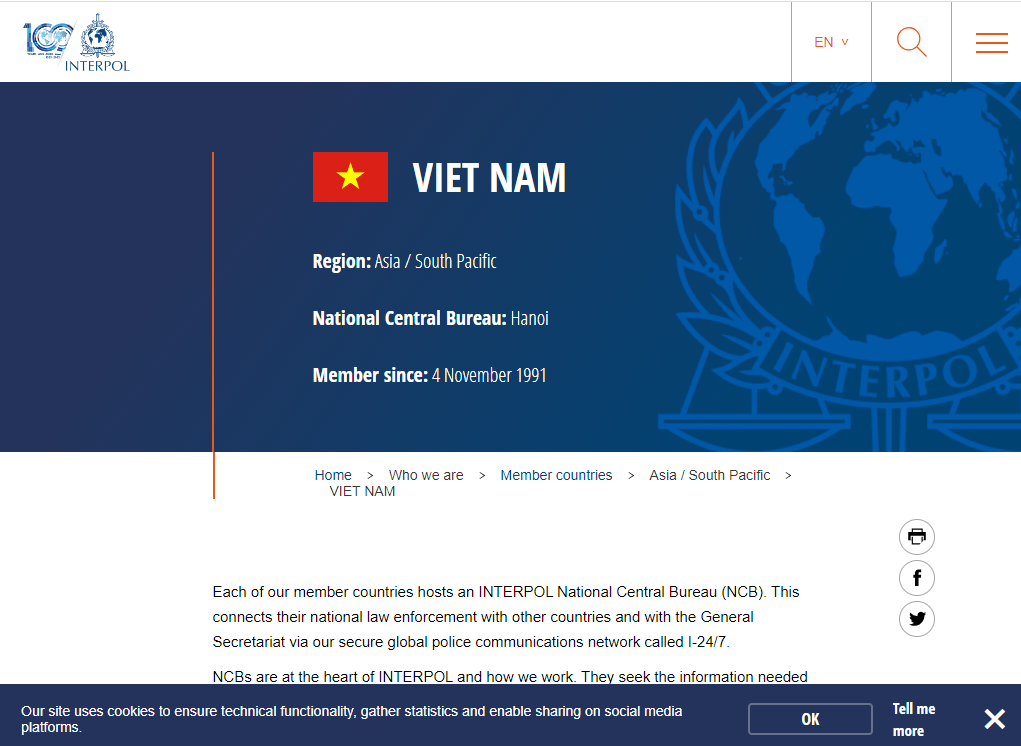 100
INTERPOL
EN
VIET NAM
Region: Asia / South Pacific
National Central Bureau: Hanoi
Member since: 4 November 1991
INTERPOL
Home > Who we are > Member countries > Asia / South Pacific >
VIET NAM
Each of our member countries hosts an INTERPOL National Central Bureau (NCB). This
connects their national law enforcement with other countries and with the General
Secretariat via our secure global police communications network called I-24/7.
NCBs are at the heart of INTERPOL and how we work. They seek the information needed
Our site uses cookies to ensure technical functionality, gather statistics and enable sharing on social media
platforms.
OK
Tell me
more